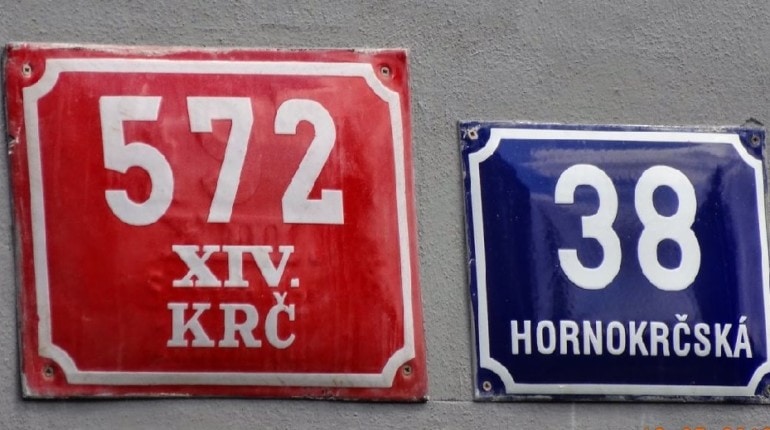 572
XIV.
KRČ
38
HORNOKRČSKÁ